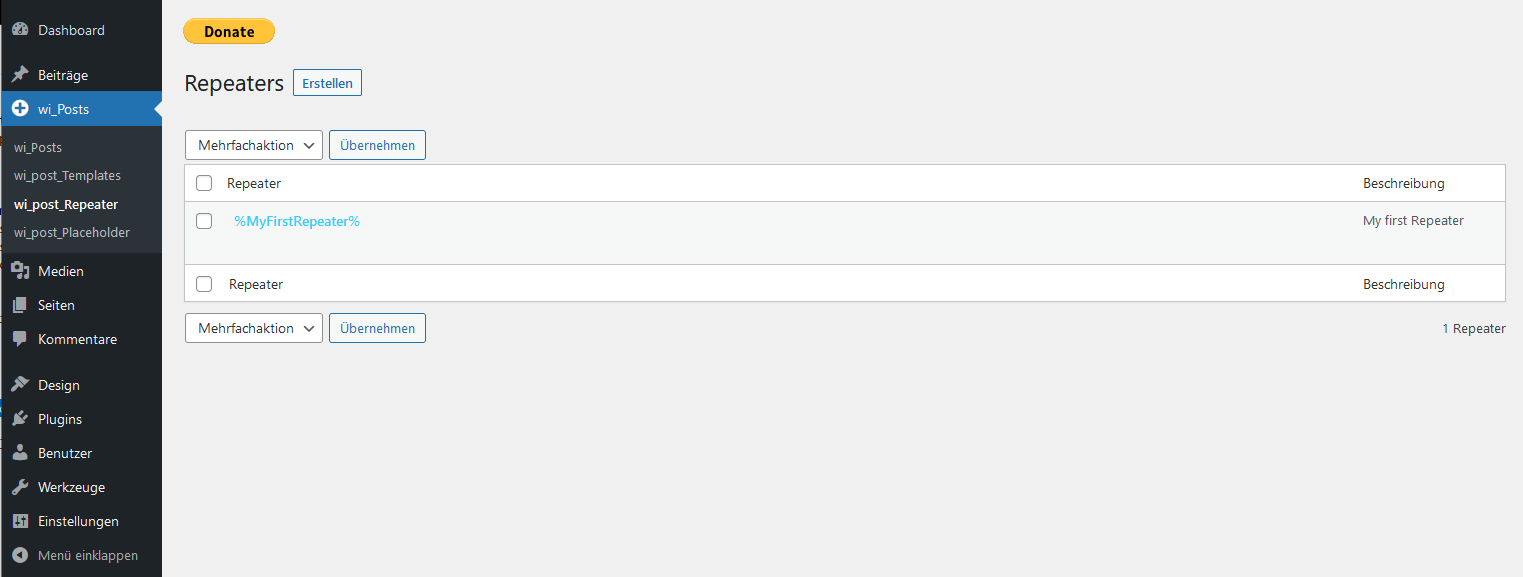 Dashboard
Beiträge
wi_Posts
wi_Posts
wi_post_Templates
wi_post_Repeater
wi_post_Placeholder
Medien
Seiten
Kommentare
Design
Plugins
Benutzer
Werkzeuge
Einstellungen
Menü einklappen
Donate
Repeaters Erstellen
Mehrfachaktion Übernehmen
Repeater Beschreibung
%MyFirstRepeater% My first Repeater
Repeater Beschreibung
Mehrfachaktion Übernehmen 1 Repeater